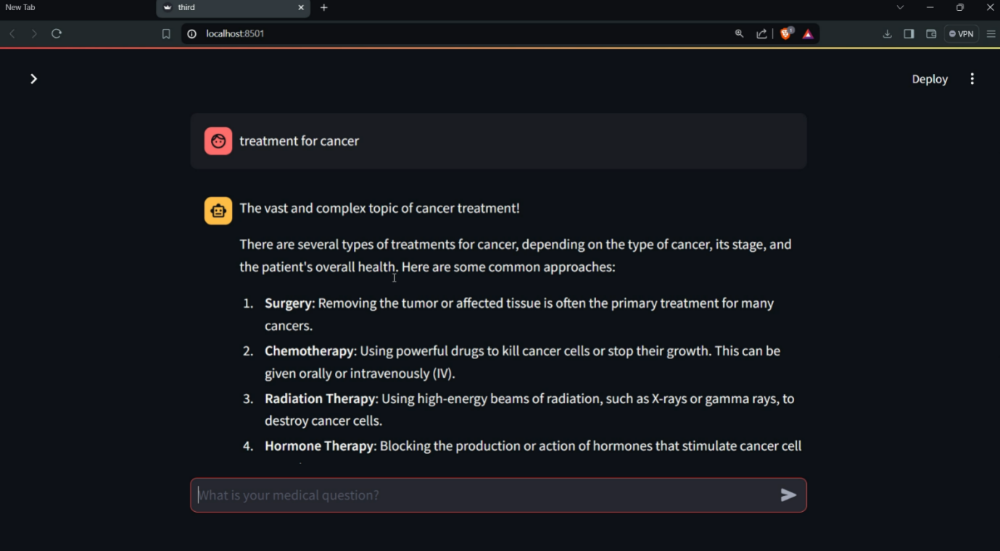 New Tab
third
localhost:8501
1
VPN
Deploy
treatment for cancer
The vast and complex topic of cancer treatment!
There are several types of treatments for cancer, depending on the type of cancer, its stage, and
the patient's overall health. Here are some common approaches:
1. Surgery: Removing the tumor or affected tissue is often the primary treatment for many
cancers.
2. Chemotherapy: Using powerful drugs to kill cancer cells or stop their growth. This can be
given orally or intravenously (IV).
3. Radiation Therapy: Using high-energy beams of radiation, such as X-rays or gamma rays, to
destroy cancer cells.
4. Hormone Therapy: Blocking the production or action of hormones that stimulate cancer cell
What is your medical question?